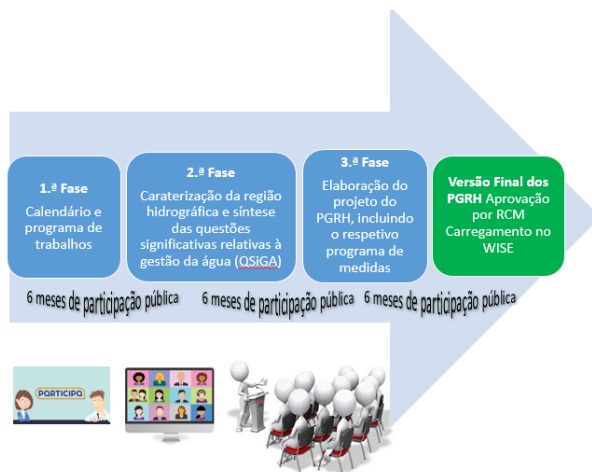 1.ª Fase
Calendário e
programa de
trabalhos
2.ª Fase
Caraterização da região
hidrográfica e síntese
das questões
significativas relativas à
gestão da água (QSiGA)
3.ª Fase
Elaboração do
projeto do
PGRH, incluindo
o respetivo
programa de
medidas
Versão Final dos
PGRH Aprovação
por RCM
Carregamento no
WISE
6 meses de participação pública
6 meses de participação pública
6 meses de participação pública
PARTICIPA